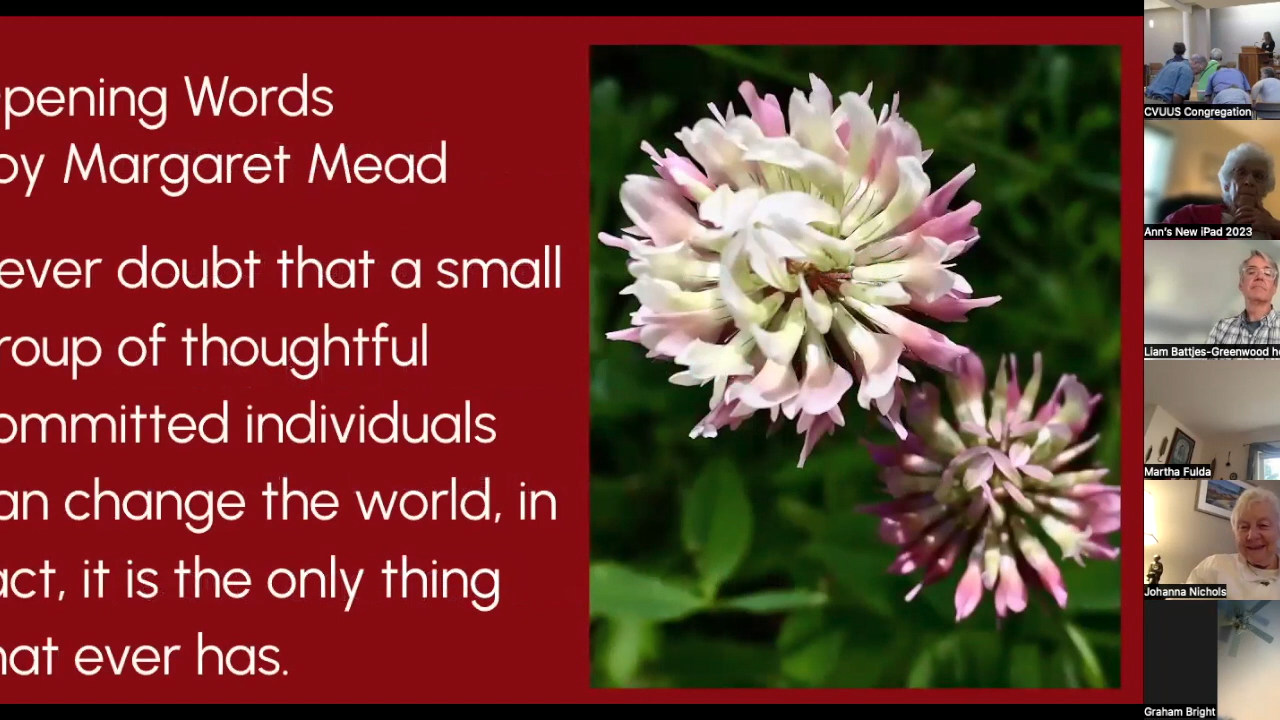 pening Words
by Margaret Mead
ever doubt that a small
roup of thoughtful
ommitted individuals
an change the world, in
act, it is the only thing
hat ever has.
CVUUS Congregation
Ann's New iPad 2023
Liam Battjes-Greenwood he
Martha Fulda
Johanna Nichols
Graham Bright